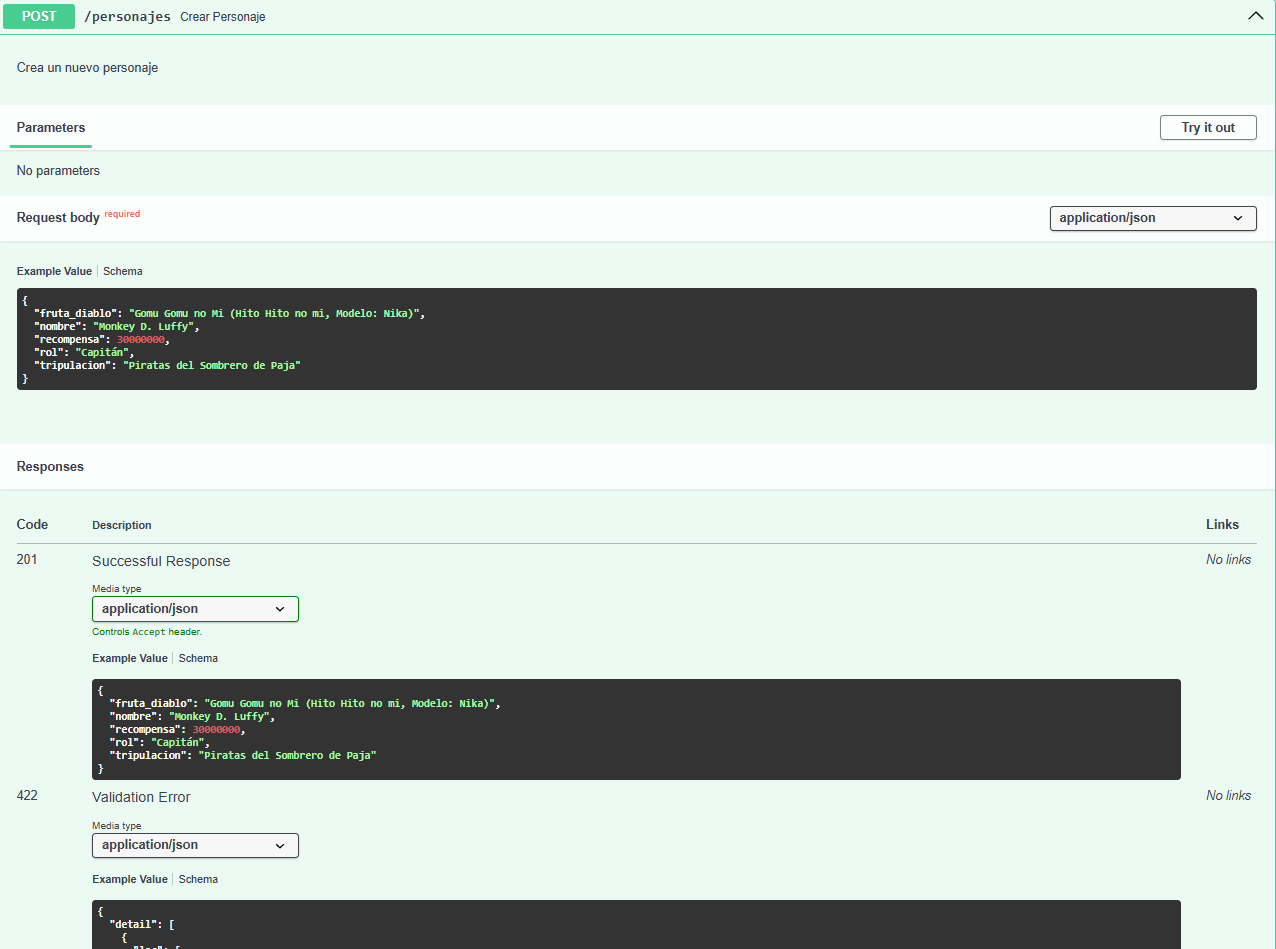 POST /personajes Crear Personaje
Crea un nuevo personaje
Parameters
Try it out
No parameters
Request body required
application/json
Example Value Schema
{
"fruta_diablo": "Gomu Gomu no Mi (Hito Hito no mi, Modelo: Nika)",
"nombre": "Monkey D. Luffy",
"recompensa": 30000000,
"rol": "Capitán",
"tripulacion": "Piratas del Sombrero de Paja"
}
Responses
Code Description Links
201 Successful Response No links
Media type
application/json
Controls Accept header.
Example Value Schema
{
"fruta_diablo": "Gomu Gomu no Mi (Hito Hito no mi, Modelo: Nika)",
"nombre": "Monkey D. Luffy",
"recompensa": 30000000,
"rol": "Capitán",
"tripulacion": "Piratas del Sombrero de Paja"
}
422 Validation Error No links
Media type
application/json
Example Value Schema
{
"detail": [
{